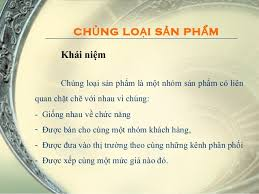 CHỦNG LOẠI SẢN PHẨM
Khái niệm
Chủng loại sản phẩm là một nhóm sản phẩm có liên
quan chặt chẽ với nhau vì chúng:
- Giống nhau về chức năng
- Được bán cho cùng một nhóm khách hàng,
- Được đưa vào thị trường theo cùng những kênh phân phối
- Được xếp cùng một mức giá nào đó.